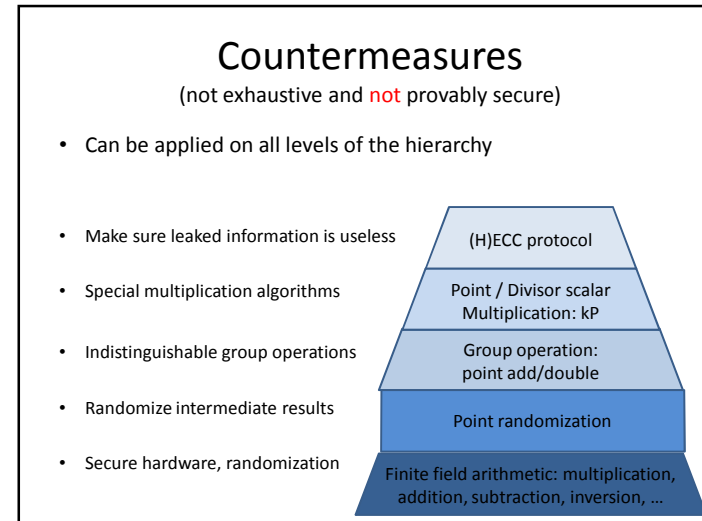 Countermeasures
(not exhaustive and not provably secure)
• Can be applied on all levels of the hierarchy
• Make sure leaked information is useless
(H)ECC protocol
• Special multiplication algorithms
Point / Divisor scalar
Multiplication: kP
• Indistinguishable group operations
Group operation:
point add/double
• Randomize intermediate results
Point randomization
• Secure hardware, randomization
Finite field arithmetic: multiplication,
addition, subtraction, inversion, …